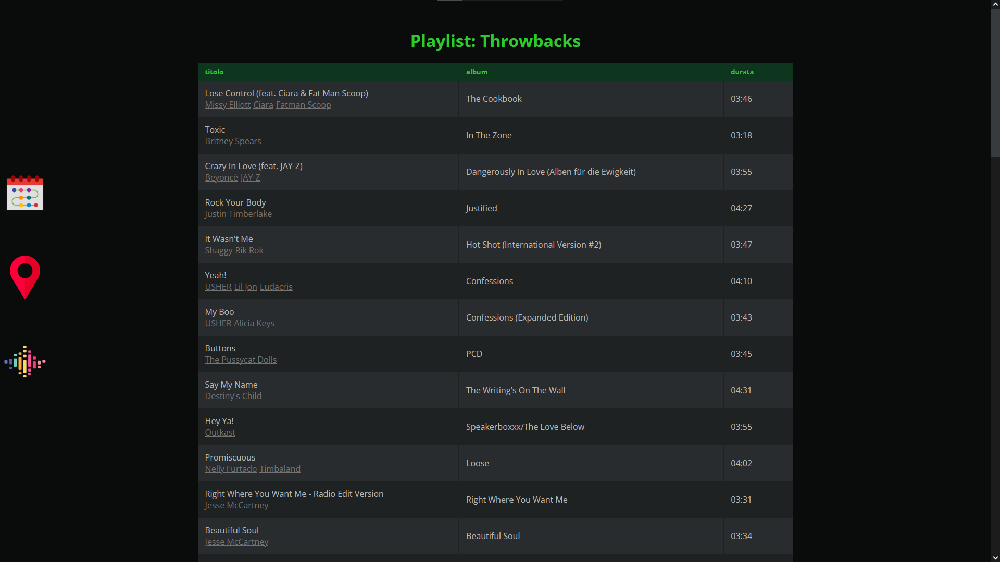 Playlist: Throwbacks
titolo album durata
Lose Control (feat. Ciara & Fat Man Scoop)
Missy Elliott Ciara Fatman Scoop
The Cookbook
03:46
Toxic
Britney Spears
In The Zone
03:18
Crazy In Love (feat. JAY-Z)
Beyoncé JAY-Z
Dangerously In Love (Alben für die Ewigkeit)
03:55
Rock Your Body
Justin Timberlake
Justified
04:27
It Wasn't Me
Shaggy Rik Rok
Hot Shot (International Version #2)
03:47
Yeah!
USHER Lil Jon Ludacris
Confessions
04:10
My Boo
USHER Alicia Keys
Confessions (Expanded Edition)
03:43
Buttons
The Pussycat Dolls
PCD
03:45
Say My Name
Destiny's Child
The Writing's On The Wall
04:31
Hey Ya!
Outkast
Speakerboxxx/The Love Below
03:55
Promiscuous
Nelly Furtado Timbaland
Loose
04:02
Right Where You Want Me - Radio Edit Version
Jesse McCartney
Right Where You Want Me
03:31
Beautiful Soul
Jesse McCartney
Beautiful Soul
03:34